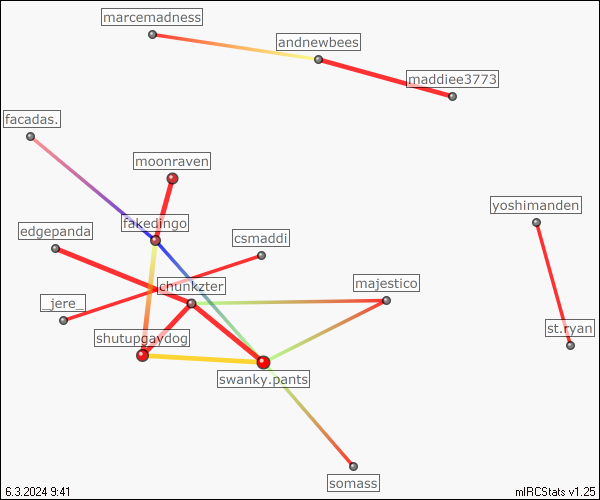 marcemadness
andnewbees
maddiee3773
facadas.
moonraven
yoshimanden
fakedingo
edgepanda
csmaddi
chunkzter
majestico
_jere_
st.ryan
shutupgavdog
swanky.pants
somass
6.3.2024 9:41
mIRCStats v1.25